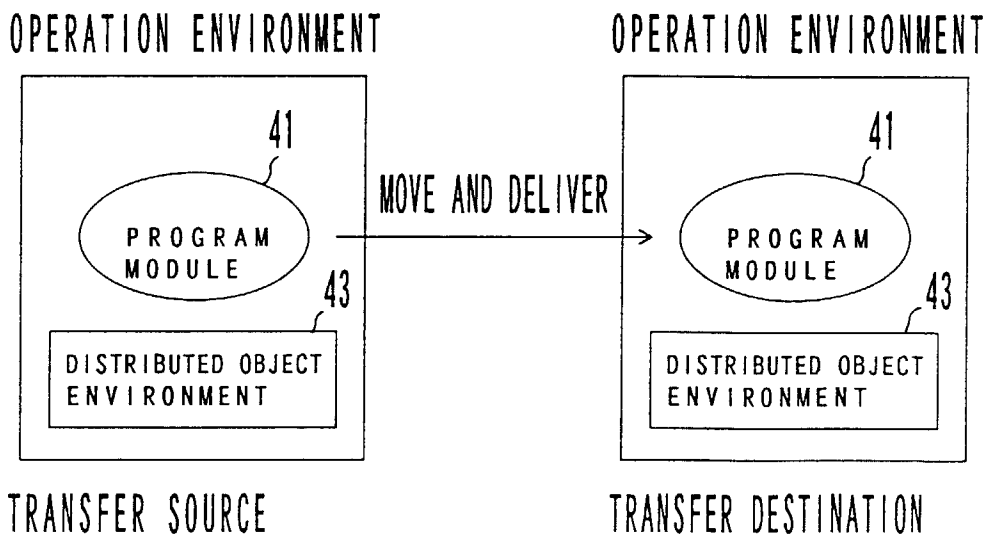 OPERATION ENVIRONMENT
OPERATION ENVIRONMENT
41
41
MOVE AND DELIVER
PROGRAM
MODULE
PROGRAM
MODULE
43
43
DISTRIBUTED OBJECT
ENVIRONMENT
DISTRIBUTED OBJECT
ENVIRONMENT
TRANSFER SOURCE
TRANSFER DESTINATION